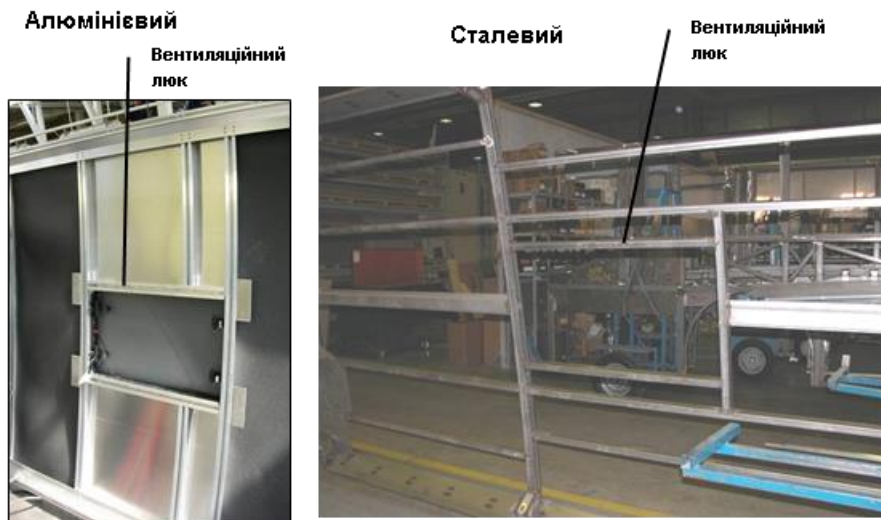 Алюмінієвий
Вентиляційний
люк
Сталевий
Вентиляційний
люк